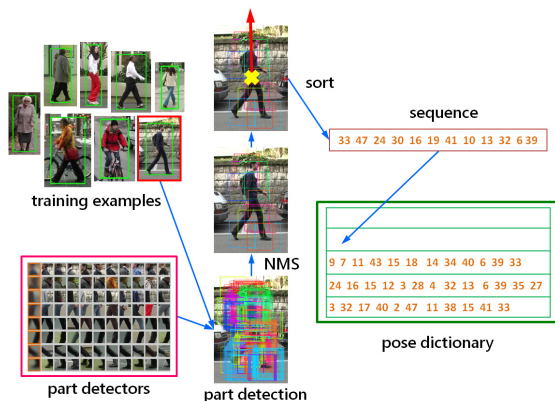 sort
sequence
33 47 24 30 16 19 41 10 13 32 6 39
training examples
NMS
9 7 11 43 15 18 14 34 40 6 39 33
24 16 15 12 3 28 4 32 13 6 39 35 27
3 32 17 40 2 47 11 38 15 41 33
pose dictionary
part detectors
part detection